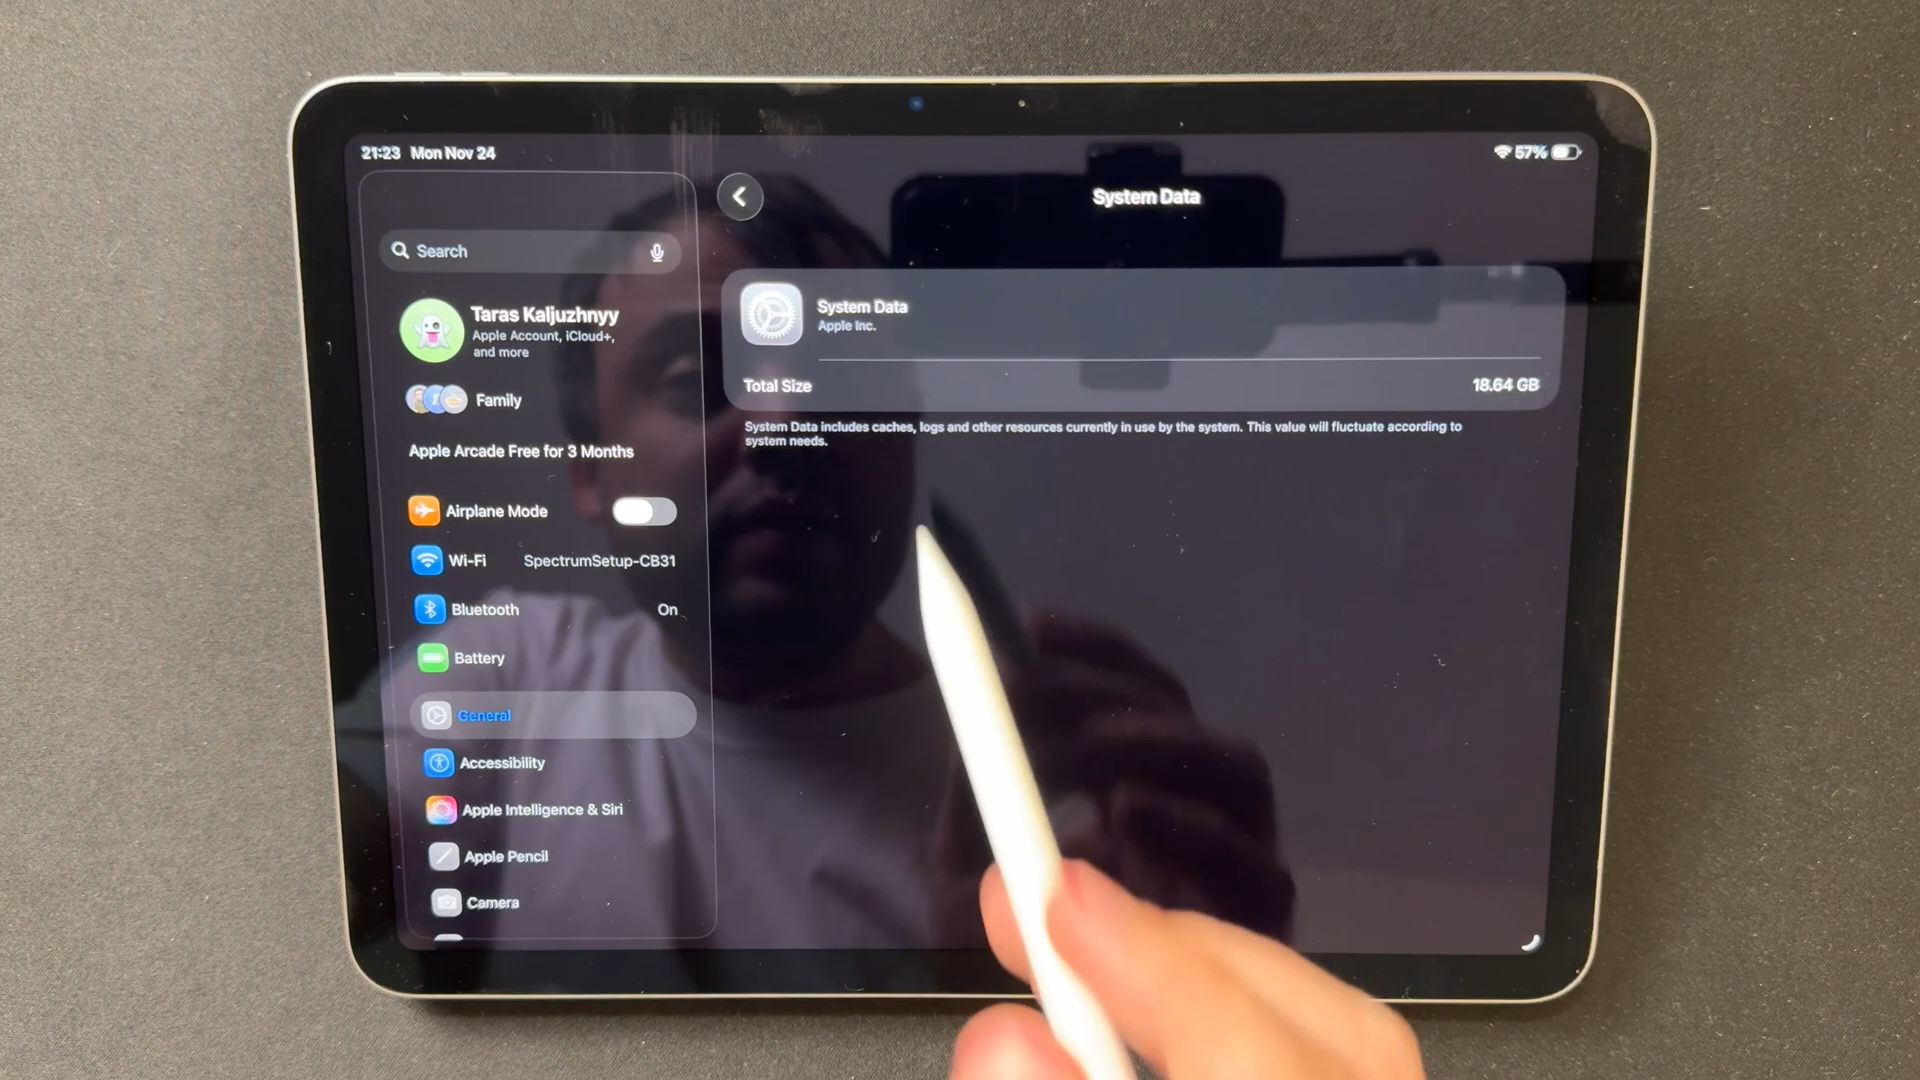 21:23 Mon Nov 24
57%
Search
Taras Kaljuzhnyy
Apple Account, iCloud+,
and more
Family
Apple Arcade Free for 3 Months
Airplane Mode
Wi-Fi SpectrumSetup-CB31
Bluetooth On
Battery
General
Accessibility
Apple Intelligence & Siri
Apple Pencil
Camera
System Data
System Data
Apple Inc.
Total Size 18.64 GB
System Data includes caches, logs and other resources currently in use by the system. This value will fluctuate according to
system needs.